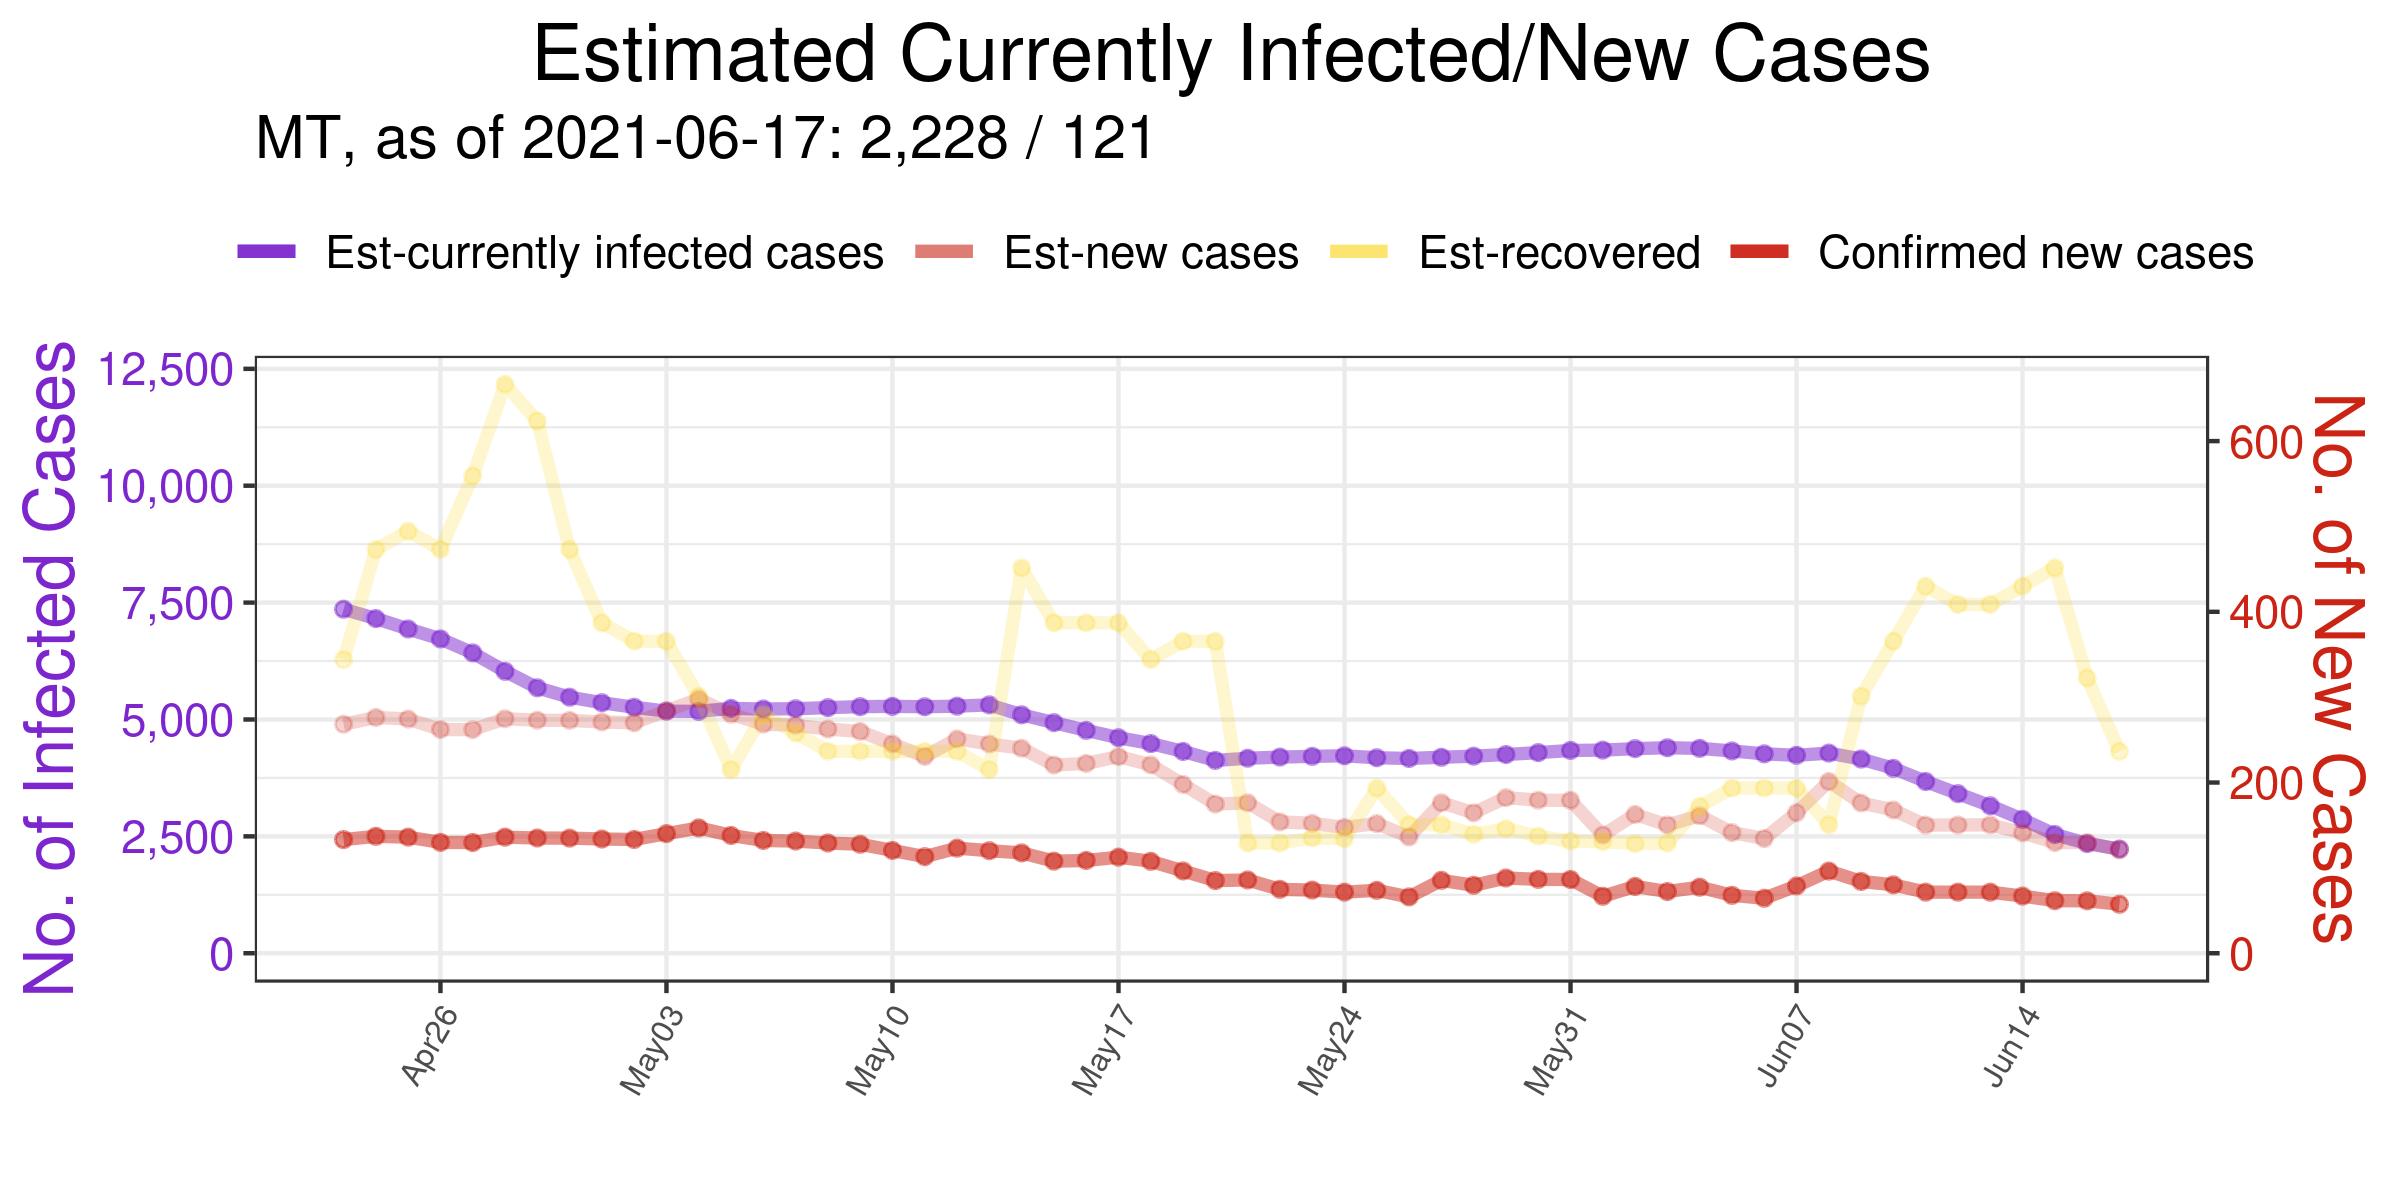 Estimated Currently Infected/New Cases
MT, as of 2021-06-17: 2,228 / 121
Est-currently infected cases Est-new cases Est-recovered Confirmed new cases
No. of Infected Cases
12,500
10,000
7,500
5,000
2,500
0
600
400
200
0
No. of New Cases
Apr26 May03 May10 May17 May24 May31 Jun07 Jun14